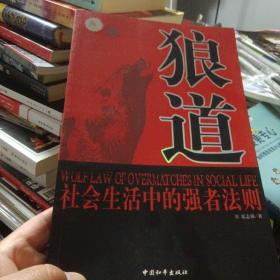 狼
道
WOLF LAW OF OVERMATCHES IN SOCIAL LIFE
社会生活中的强者法则
中国和平出版社